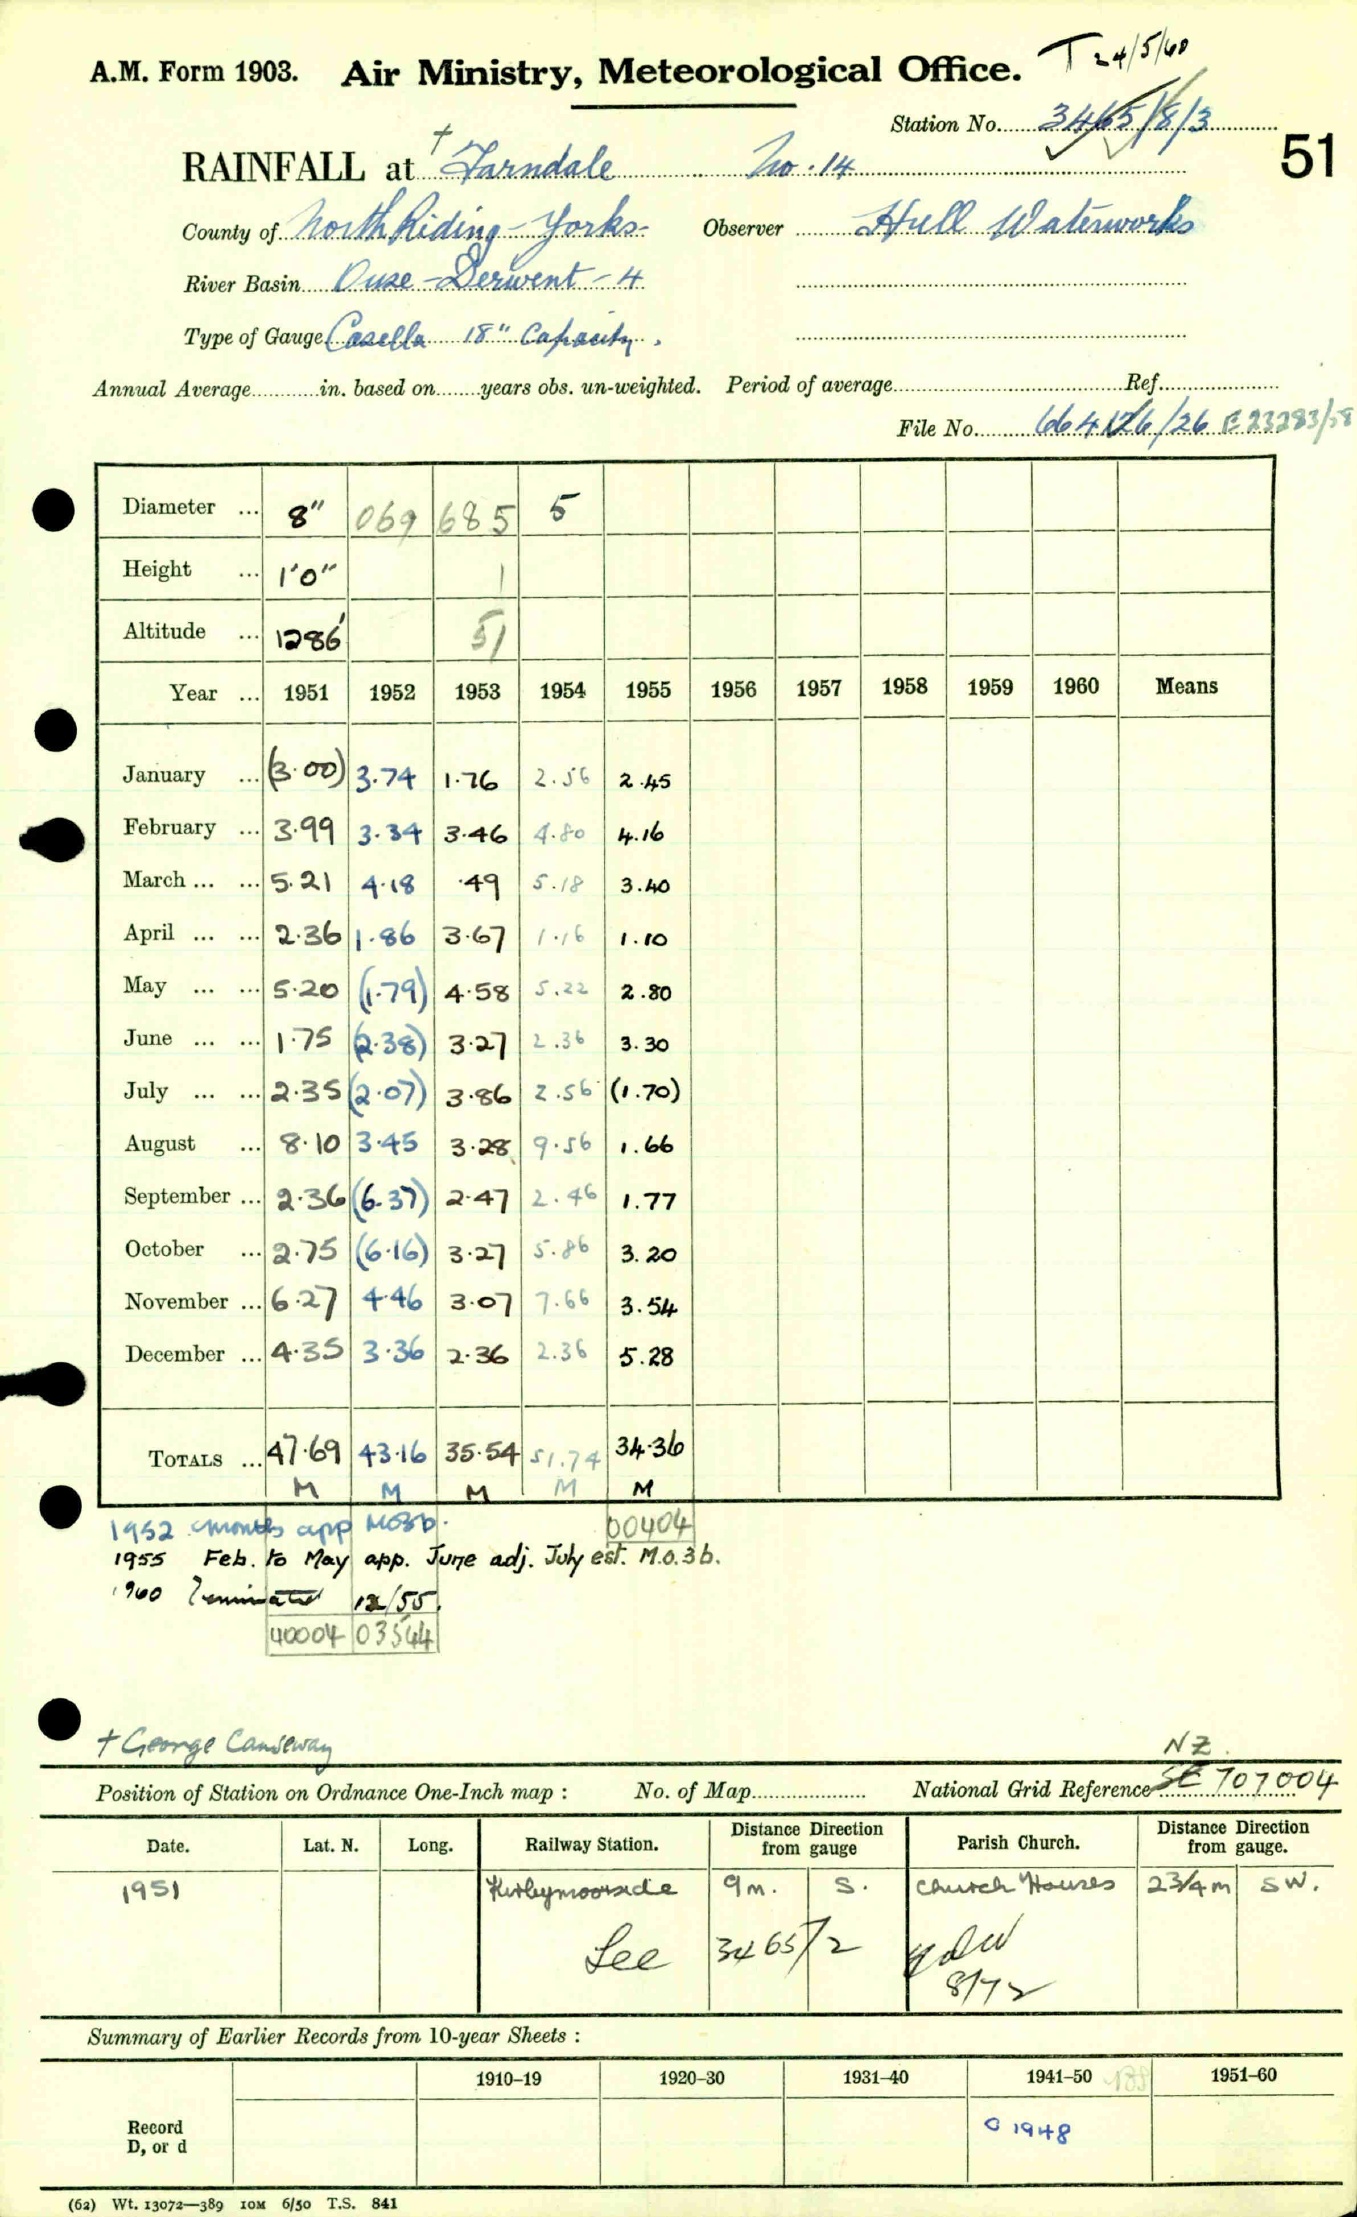 T 24/5/60
A.M. Form 1903. Air Ministry, Meteorological Office.
Station No. 3465/8/3
51
RAINFALL at † Farndale No. 14
County of North Riding - Yorks- Observer Hull Waterworks
River Basin Ouse - Derwent - 4
Type of Gauge Casella 18" Capacity.
Annual Average in. based on years obs. un-weighted. Period of average Ref.
File No. 664126/26 E 23283/58
Diameter ... 8" 069 685 5
Height ... 1'0" 1
Altitude ... 1286' 51
Year ... 1951 1952 1953 1954 1955 1956 1957 1958 1959 1960 Means
January ... (3.00) 3.74 1.76 2.56 2.45
February ... 3.99 3.34 3.46 4.80 4.16
March ... ... 5.21 4.18 .49 5.18 3.40
April ... ... 2.36 1.86 3.67 1.16 1.10
May ... ... 5.20 (1.79) 4.58 5.22 2.80
June ... ... 1.75 (2.38) 3.27 2.36 3.30
July ... ... 2.35 (2.07) 3.86 2.56 (1.70)
August ... 8.10 3.45 3.28 9.56 1.66
September ... 2.36 (6.37) 2.47 2.46 1.77
October ... 2.75 (6.16) 3.27 5.86 3.20
November ... 6.27 4.46 3.07 7.66 3.54
December ... 4.35 3.36 2.36 2.36 5.28
TOTALS ... 47.69 43.16 35.54 51.74 34.36
M M M M M
1952 months app MO3b. 00404
1955 Feb. to May app. June adj. July est. M.O.3b.
1960 Terminated 12/55.
40004 03544
† George Causeway
NZ
Position of Station on Ordnance One-Inch map : No. of Map National Grid Reference SE 707004
Date. Lat. N. Long. Railway Station. Distance from gauge Direction Parish Church. Distance from gauge. Direction
1951 Kirbymoorside 9m. S. Church Houses 2 3/4 m SW.
See 3465/2
8/72
Summary of Earlier Records from 10-year Sheets :
1910–19 1920–30 1931–40 1941–50 1951–60
Record
D, or d
C 1948
(62) Wt. 13072—389 10M 6/50 T.S. 841